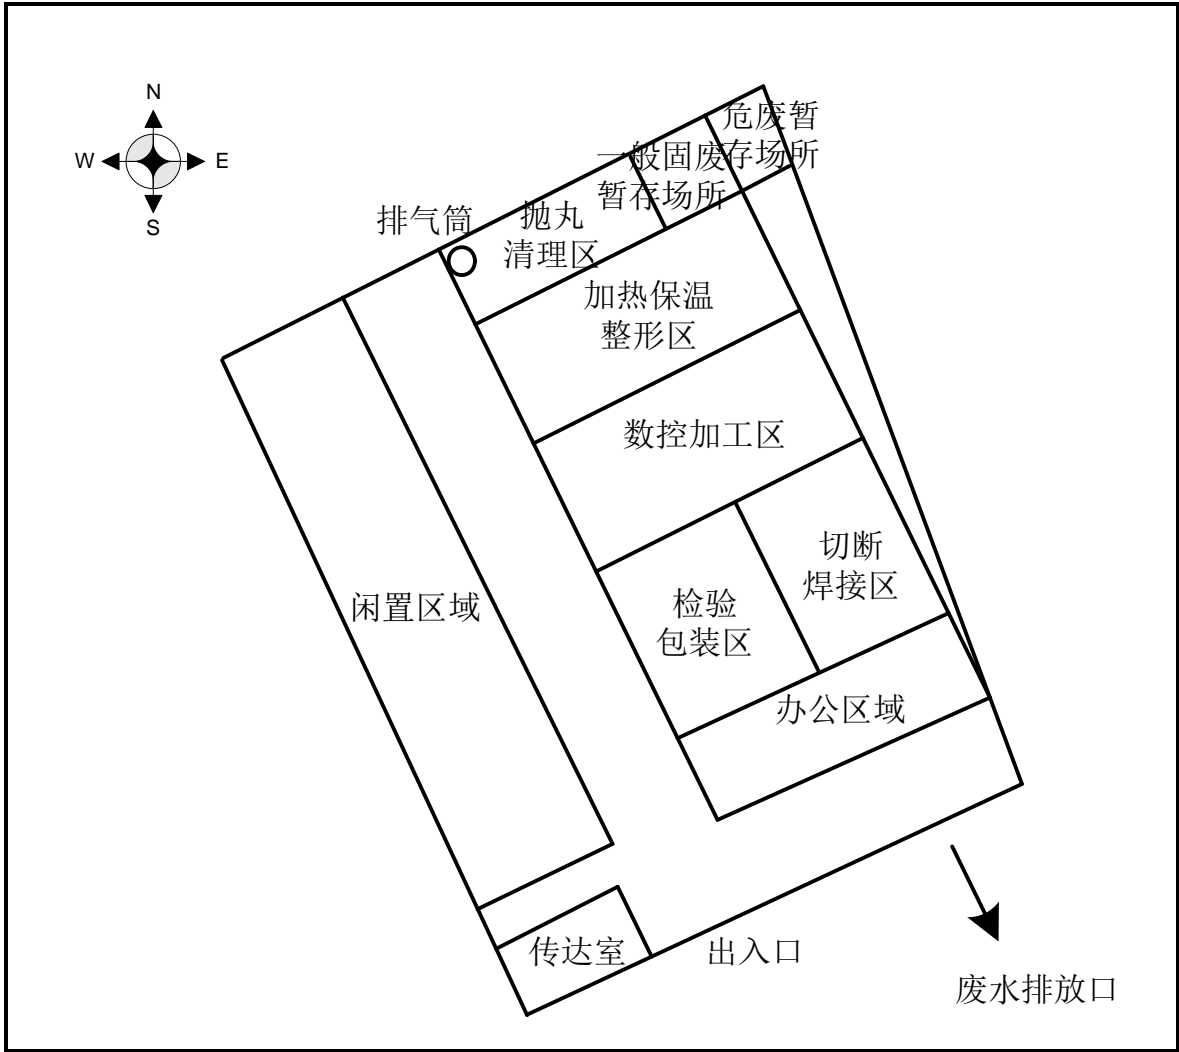 N
W
E
S
危废暂
存场所
一般固废
暂存场所
排气筒
抛丸
清理区
加热保温
整形区
数控加工区
切断
焊接区
检验
包装区
闲置区域
办公区域
传达室
出入口
废水排放口